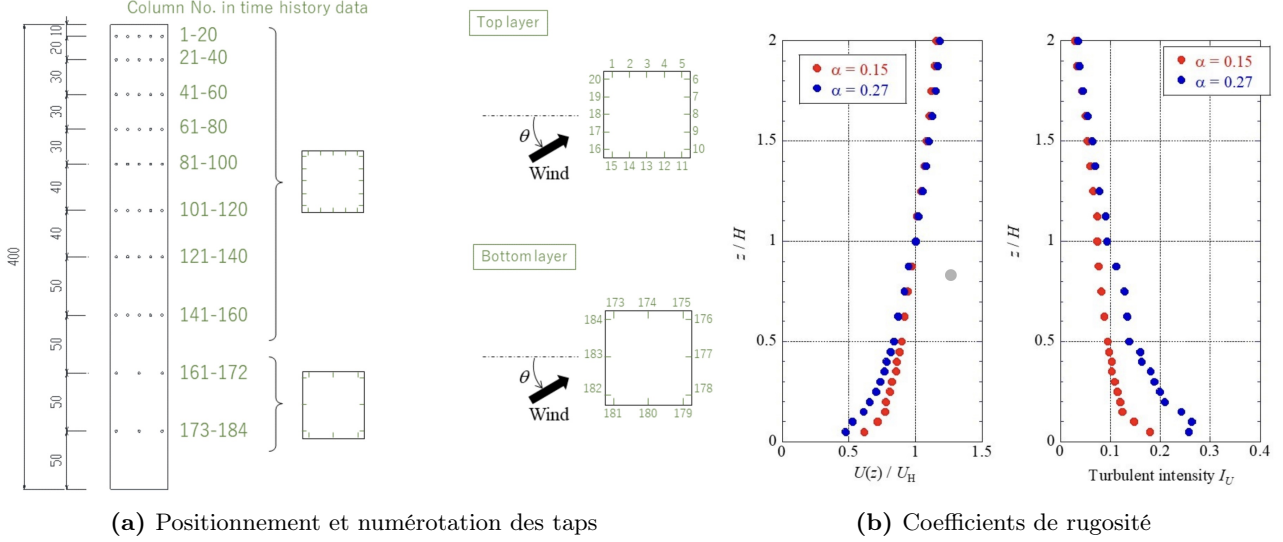 Column No. in time history data
400
10
20
30
30
30
40
40
50
50
50
50
1-20
21-40
41-60
61-80
81-100
101-120
121-140
141-160
161-172
173-184
Top layer
1 2 3 4 5
20 6
19 7
18 8
17 9
16 10
15 14 13 12 11
θ
Wind
Bottom layer
173 174 175
184 176
183 177
182 178
181 180 179
θ
Wind
α = 0.15
α = 0.27
2
1.5
1
0.5
0
z / H
0 0.5 1 1.5
U(z) / U_H
α = 0.15
α = 0.27
2
1.5
1
0.5
0
z / H
0 0.1 0.2 0.3 0.4
Turbulent intensity I_U
(a) Positionnement et numérotation des taps
(b) Coefficients de rugosité